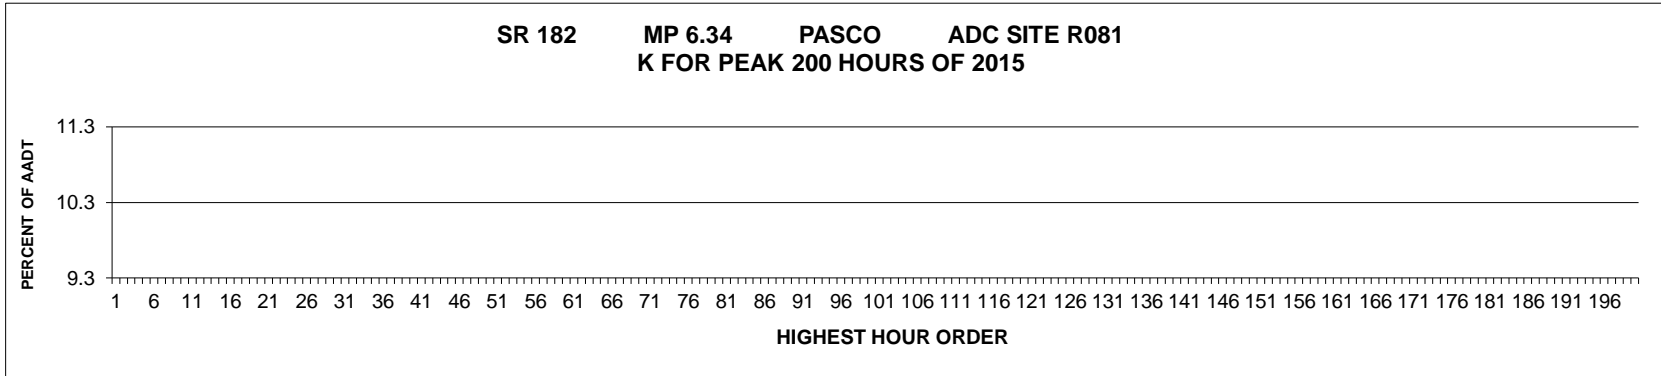 SR 182 MP 6.34 PASCO ADC SITE R081
K FOR PEAK 200 HOURS OF 2015
PERCENT OF AADT
11.3
10.3
9.3
1 6 11 16 21 26 31 36 41 46 51 56 61 66 71 76 81 86 91 96 101 106 111 116 121 126 131 136 141 146 151 156 161 166 171 176 181 186 191 196
HIGHEST HOUR ORDER